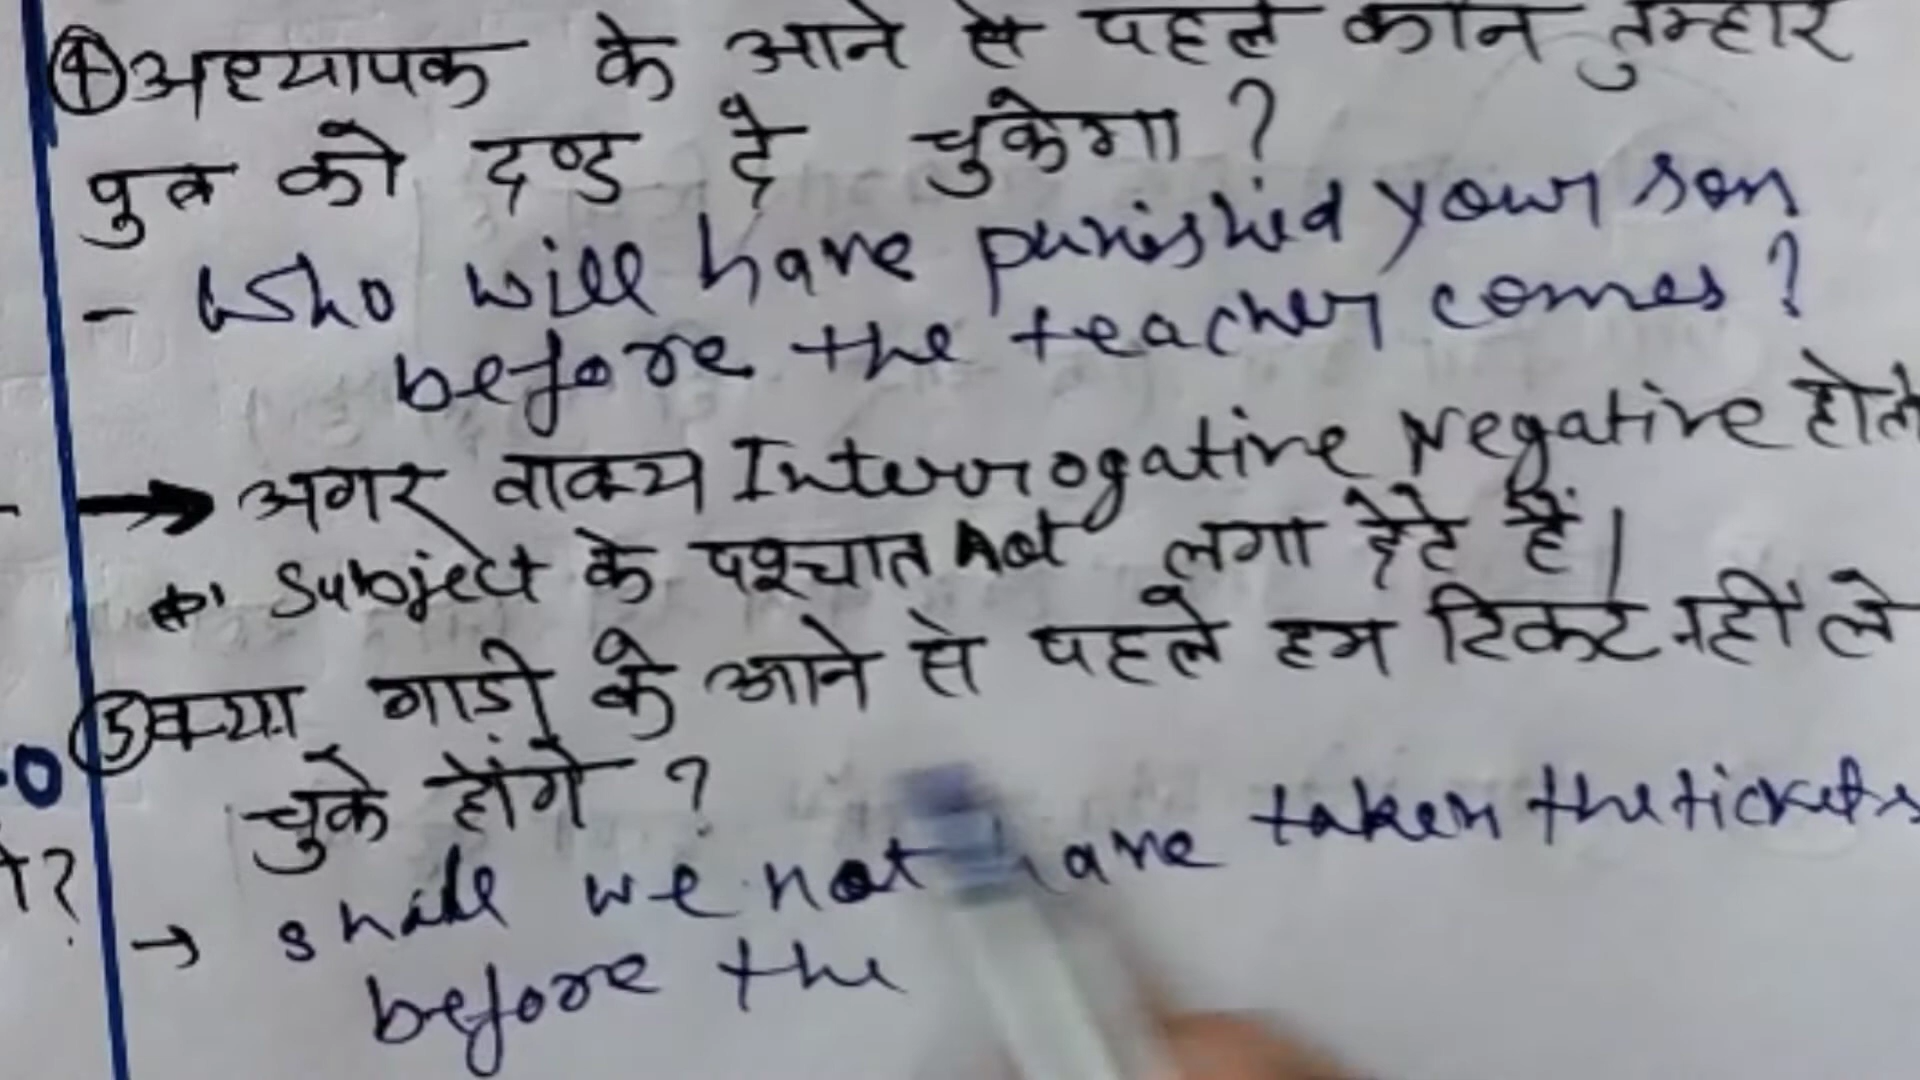 ④ अध्यापक के आने से पहले कौन तुम्हारे
पुत्र को दण्ड दे चुकेगा ?
- Who will have punished your son
before the teacher comes ?
→ अगर वाक्य Interrogative Negative हो तो
Subject के पश्चात Not लगा देते हैं।
⑤ क्या गाडी के आने से पहले हम टिकट नहीं ले
चुके होंगे ?
→ shall we not have taken the tickets
before the